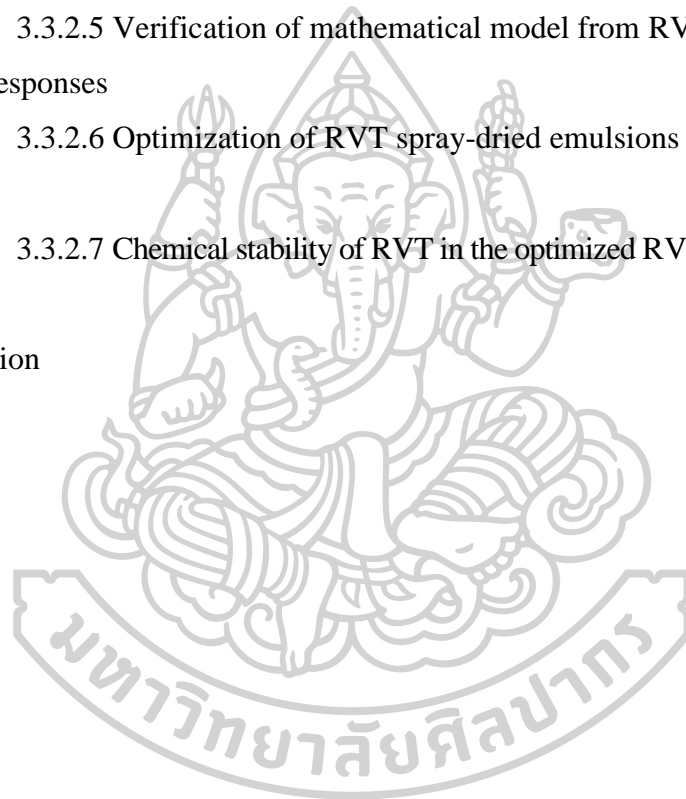 3.3.2.5 Verification of mathematical model from RV
esponses
3.3.2.6 Optimization of RVT spray-dried emulsions
3.3.2.7 Chemical stability of RVT in the optimized RV
ion
มหาวิทยาลัยศิลปากร